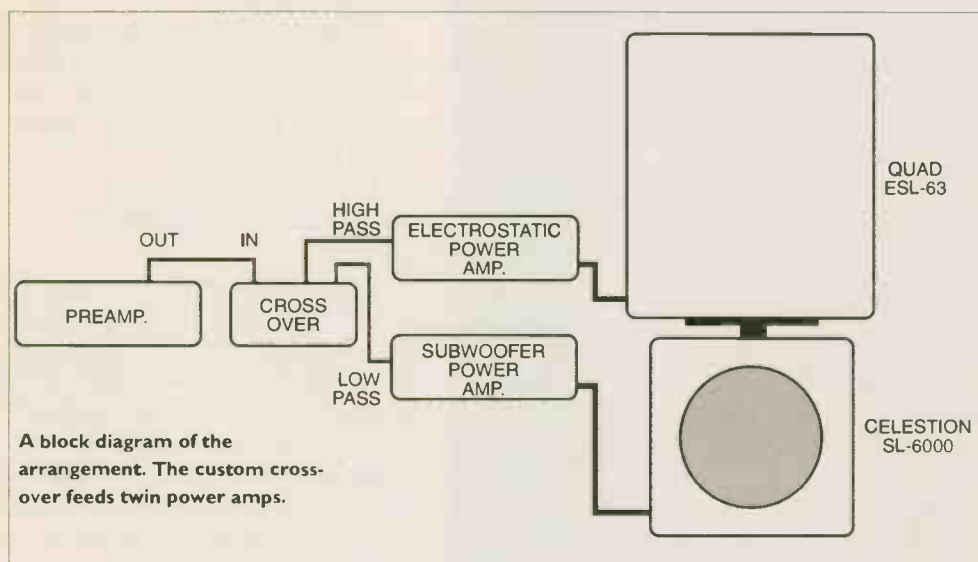 QUAD
ESL-63
HIGH
PASS
OUT
IN
ELECTROSTATIC
POWER
AMP.
PREAMP.
CROSS
OVER
SUBWOOFER
POWER
AMP.
LOW
PASS
CELESTION
SL-6000
A block diagram of the
arrangement. The custom cross-
over feeds twin power amps.